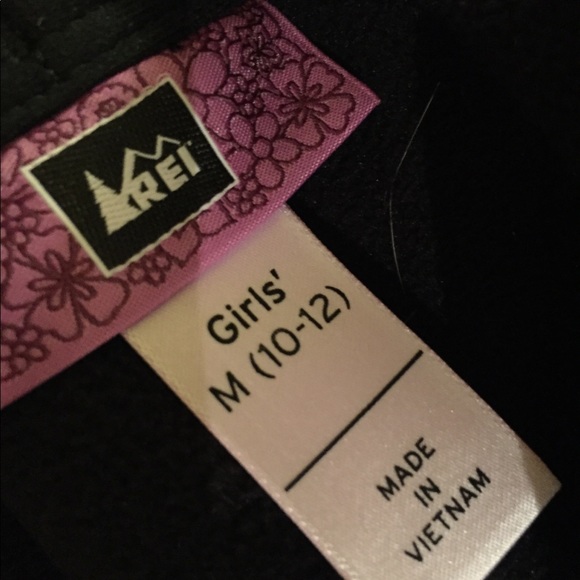 REI
Girls'
M (10-12)
MADE
IN
VIETNAM